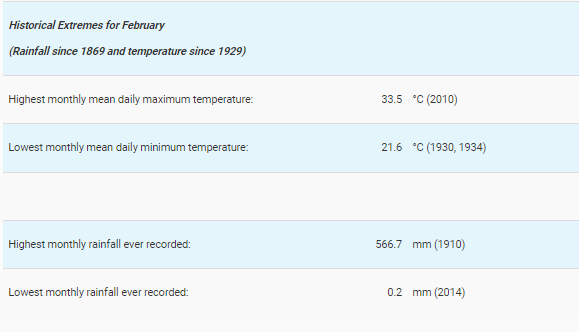 Historical Extremes for February
(Rainfall since 1869 and temperature since 1929)
Highest monthly mean daily maximum temperature: 33.5 °C (2010)
Lowest monthly mean daily minimum temperature: 21.6 °C (1930, 1934)
Highest monthly rainfall ever recorded: 566.7 mm (1910)
Lowest monthly rainfall ever recorded: 0.2 mm (2014)